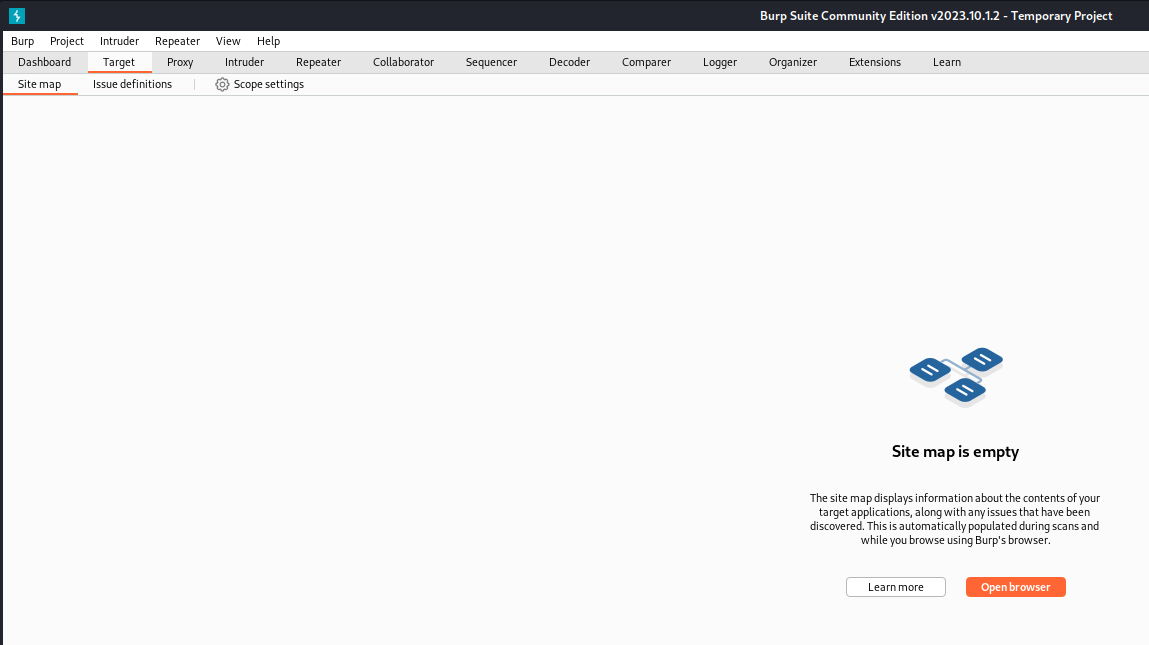 Burp Suite Community Edition v2023.10.1.2 - Temporary Project
Burp Project Intruder Repeater View Help
Dashboard Target Proxy Intruder Repeater Collaborator Sequencer Decoder Comparer Logger Organizer Extensions Learn
Site map Issue definitions Scope settings
Site map is empty
The site map displays information about the contents of your
target applications, along with any issues that have been
discovered. This is automatically populated during scans and
while you browse using Burp's browser.
Learn more Open browser